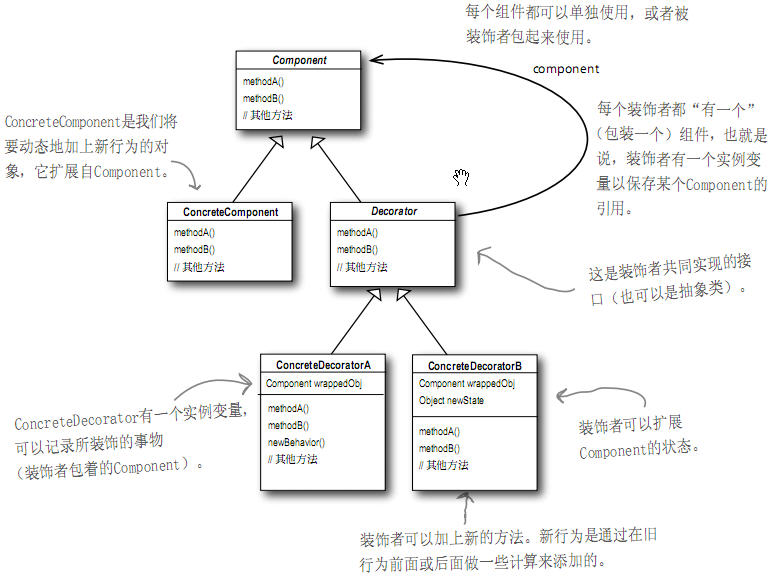 每个组件都可以单独使用，或者被
装饰者包起来使用。
Component
methodA()
methodB()
// 其他方法
component
ConcreteComponent是我们将
要动态地加上新行为的对
象，它扩展自Component。
每个装饰者都“有一个”
（包装一个）组件，也就是
说，装饰者有一个实例变
量以保存某个Component的
引用。
ConcreteComponent
methodA()
methodB()
// 其他方法
Decorator
methodA()
methodB()
// 其他方法
这是装饰者共同实现的接
口（也可以是抽象类）。
ConcreteDecoratorA
Component wrappedObj
methodA()
methodB()
newBehavior()
// 其他方法
ConcreteDecoratorB
Component wrappedObj
Object newState
methodA()
methodB()
// 其他方法
ConcreteDecorator有一个实例变量，
可以记录所装饰的事物
（装饰者包着的Component）。
装饰者可以扩展
Component的状态。
装饰者可以加上新的方法。新行为是通过在旧
行为前面或后面做一些计算来添加的。